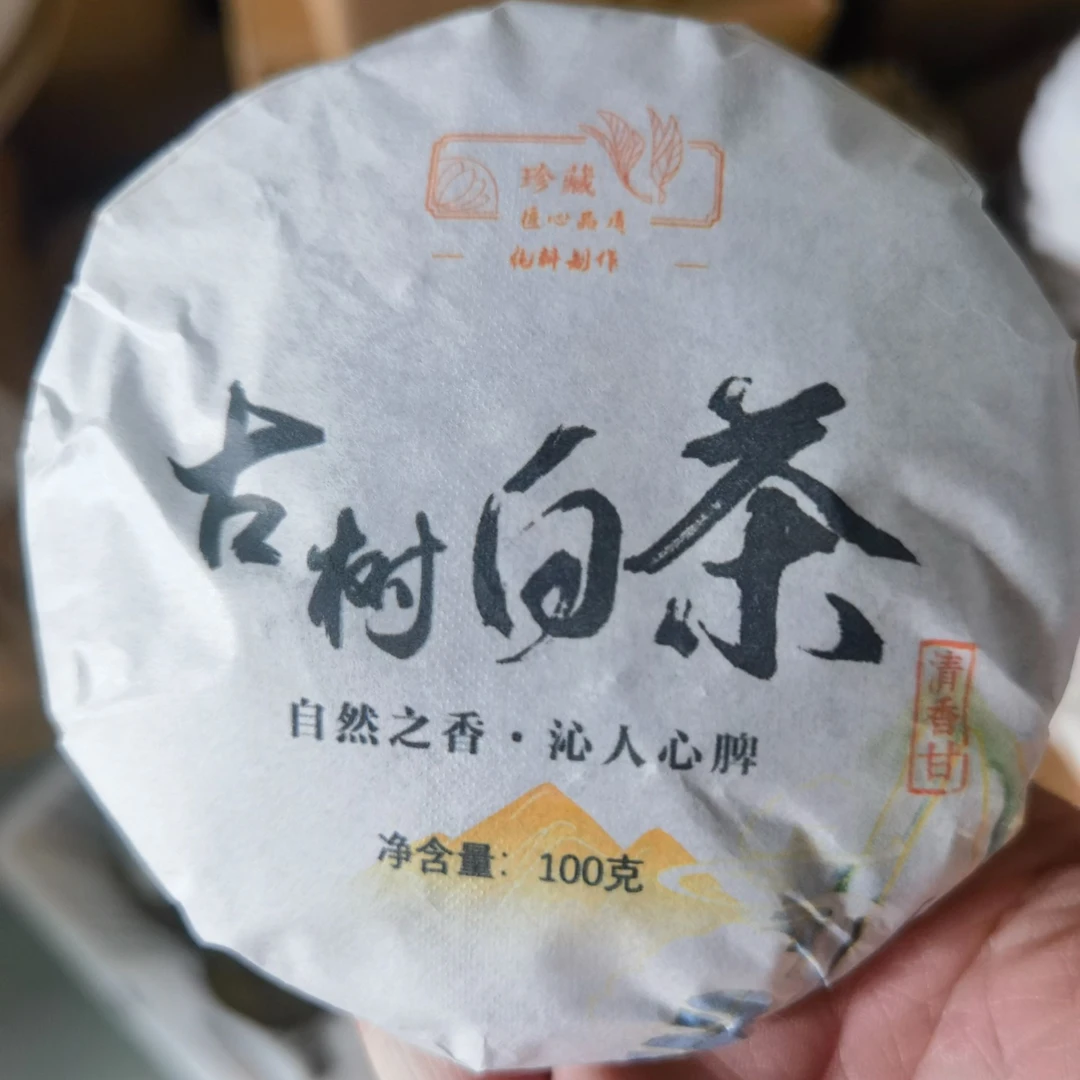 珍藏
匠心品质
纯料制作
古树白茶
自然之香·沁人心脾
清香甘
净含量：100克